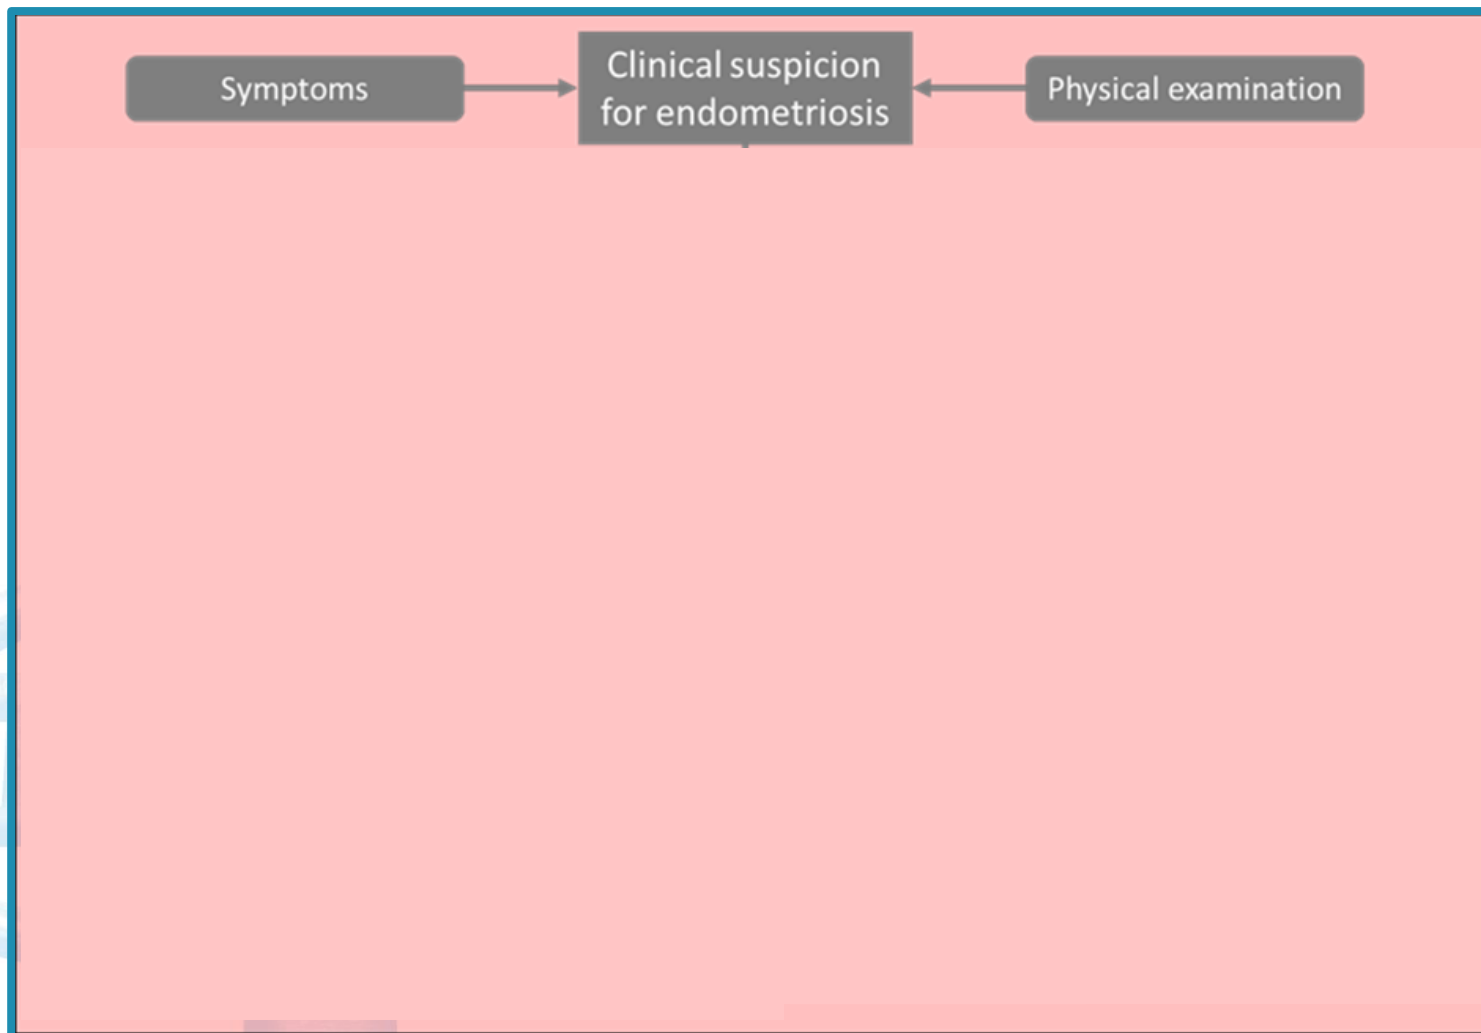 Symptoms
Clinical suspicion
for endometriosis
Physical examination